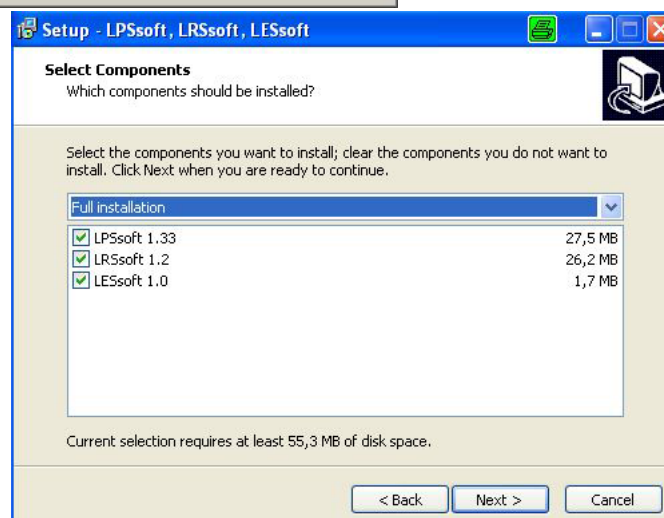 Setup - LPSsoft, LRSsoft, LESsoft
Select Components
Which components should be installed?
Select the components you want to install; clear the components you do not want to
install. Click Next when you are ready to continue.
Full installation
LPSsoft 1.33 27,5 MB
LRSsoft 1.2 26,2 MB
LESsoft 1.0 1,7 MB
Current selection requires at least 55,3 MB of disk space.
< Back Next > Cancel